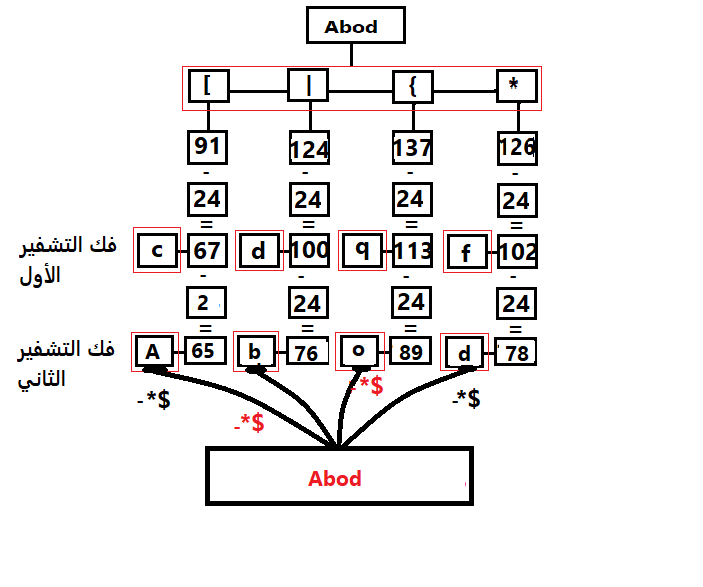 Abod
[ | { *
91 124 137 126
- - - -
24 24 24 24
= = = =
فك التشفير الأول
c 67 d 100 q 113 f 102
- - - -
2 24 24 24
= = = =
فك التشفير الثاني
A 65 b 76 o 89 d 78
-*$ -*$ -*$ -*$
Abod